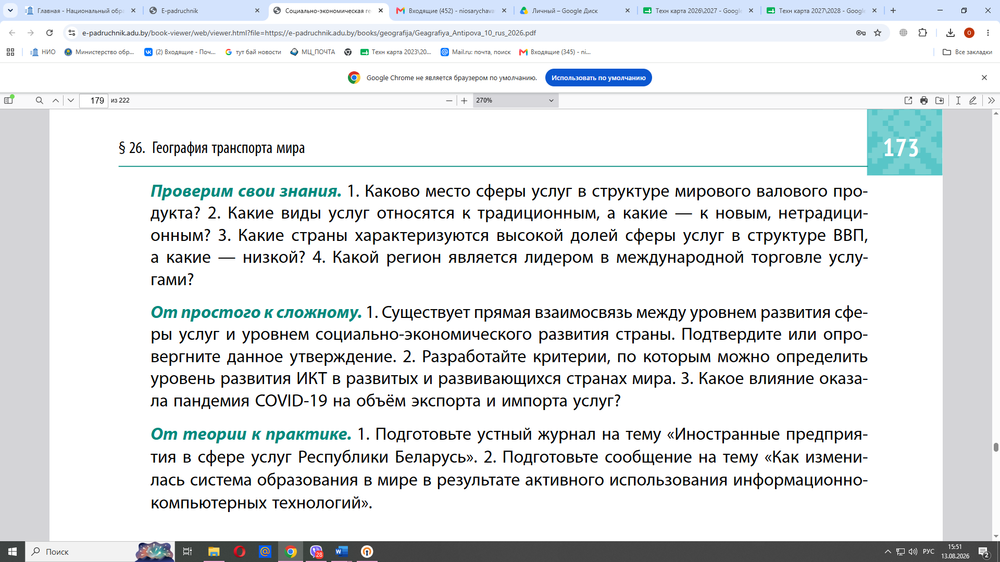 Главная - Национальный обра
E-padruchnik
Социально-экономическая ге
Входящие (452) - niosarychava
Личный – Google Диск
Техн карта 2026\2027 - Google
Техн карта 2027\2028 - Google
e-padruchnik.adu.by/book-viewer/web/viewer.html?file=https://e-padruchnik.adu.by/books/geografija/Geagrafiya_Antipova_10_rus_2026.pdf
O
НИО
Министерство обр...
(2) Входящие - Поч...
тут бай новости
МЦ_ПОЧТА
Техн карта 2023\20...
Mail.ru: почта, поиск
Входящие (345) - ni...
Все закладки
Google Chrome не является браузером по умолчанию.
Использовать по умолчанию
179 из 222
270%
§ 26. География транспорта мира
173
Проверим свои знания. 1. Каково место сферы услуг в структуре мирового валового про-
дукта? 2. Какие виды услуг относятся к традиционным, а какие — к новым, нетрадици-
онным? 3. Какие страны характеризуются высокой долей сферы услуг в структуре ВВП,
а какие — низкой? 4. Какой регион является лидером в международной торговле услу-
гами?
От простого к сложному. 1. Существует прямая взаимосвязь между уровнем развития сфе-
ры услуг и уровнем социально-экономического развития страны. Подтвердите или опро-
вергните данное утверждение. 2. Разработайте критерии, по которым можно определить
уровень развития ИКТ в развитых и развивающихся странах мира. 3. Какое влияние оказа-
ла пандемия COVID-19 на объём экспорта и импорта услуг?
От теории к практике. 1. Подготовьте устный журнал на тему «Иностранные предприя-
тия в сфере услуг Республики Беларусь». 2. Подготовьте сообщение на тему «Как измени-
лась система образования в мире в результате активного использования информационно-
компьютерных технологий».
Поиск
28
РУС
15:51
13.08.2026
2